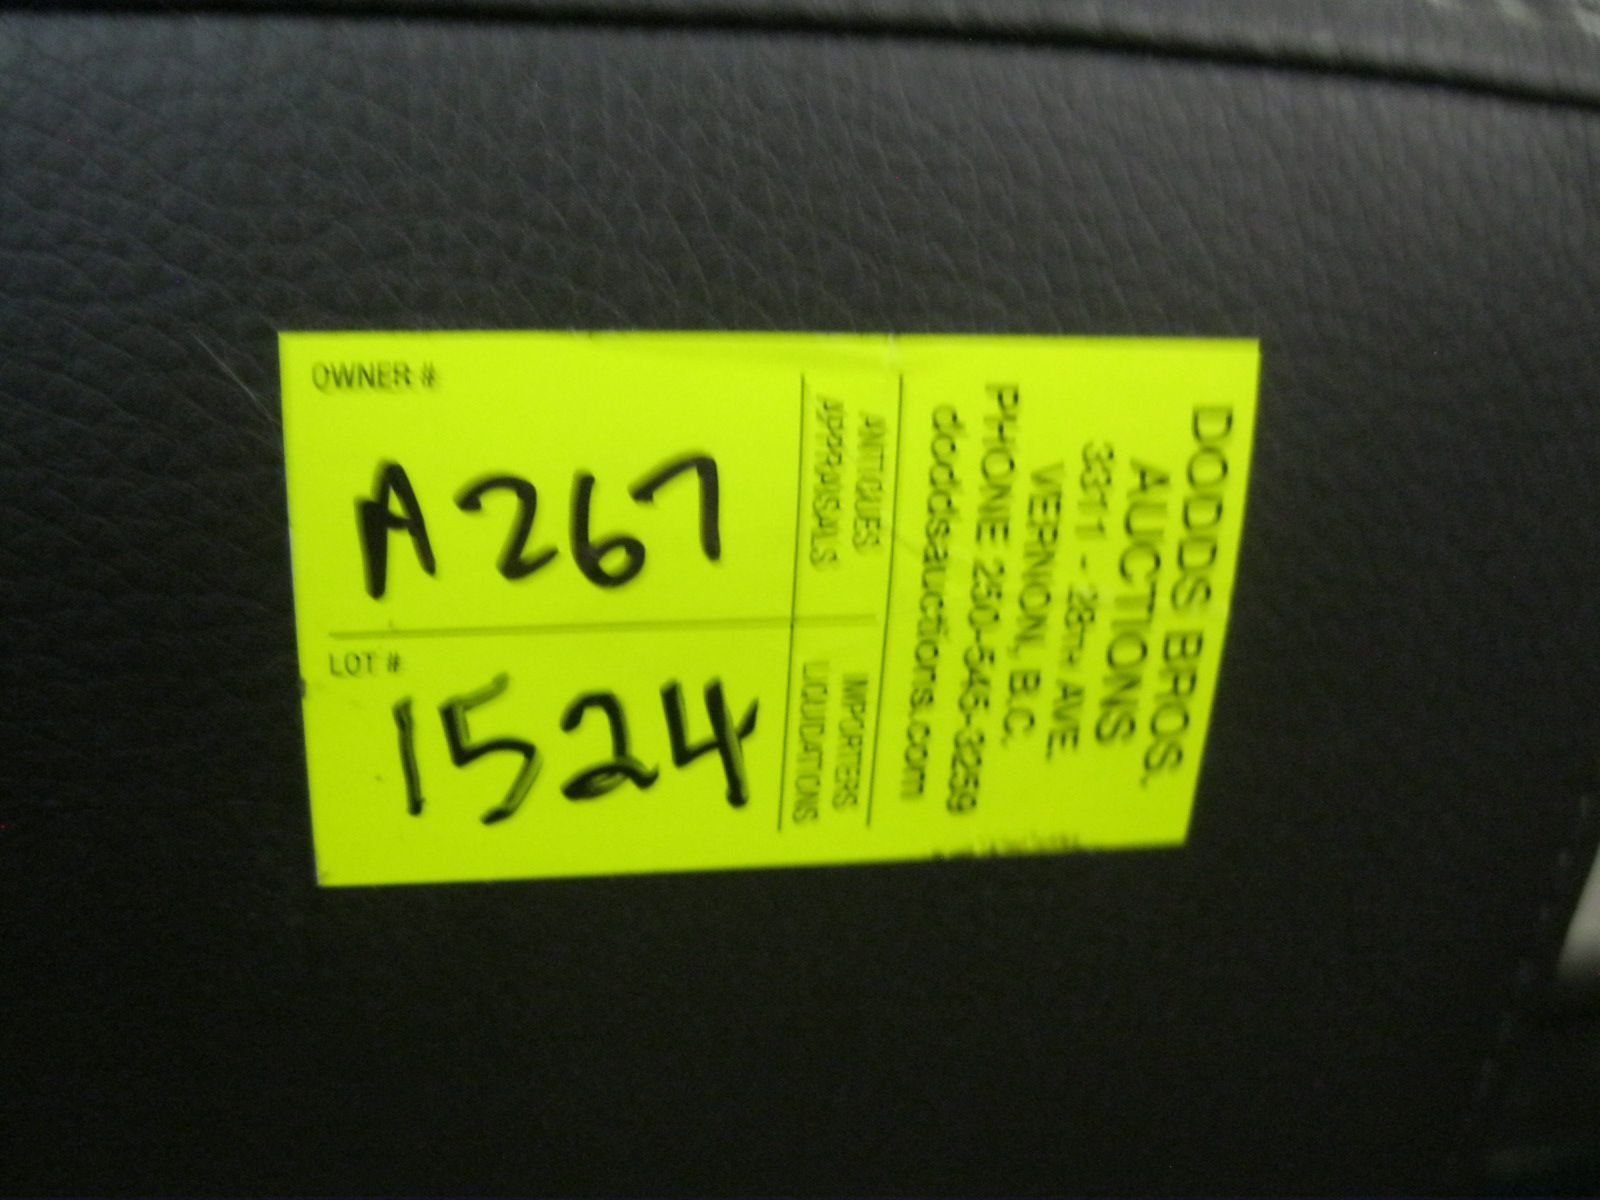 OWNER #
A267
LOT #
1524
ANTIQUES
APPRAISALS
IMPORTERS
LIQUIDATIONS
DODDS BROS.
AUCTIONS
3311 - 28TH AVE.
VERNON, B.C.
PHONE 250-545-3259
doddsauctions.com